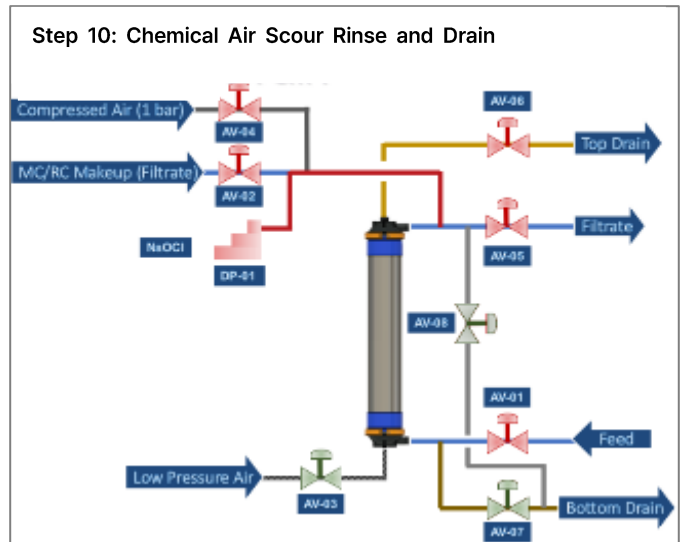 Step 10: Chemical Air Scour Rinse and Drain
AV-06
Compressed Air (1 bar)
AV-04
Top Drain
MC/RC Makeup (Filtrate)
AV-02
Filtrate
NaOCl
AV-05
DP-01
AV-08
AV-01
Feed
Low Pressure Air
AV-03
Bottom Drain
AV-07